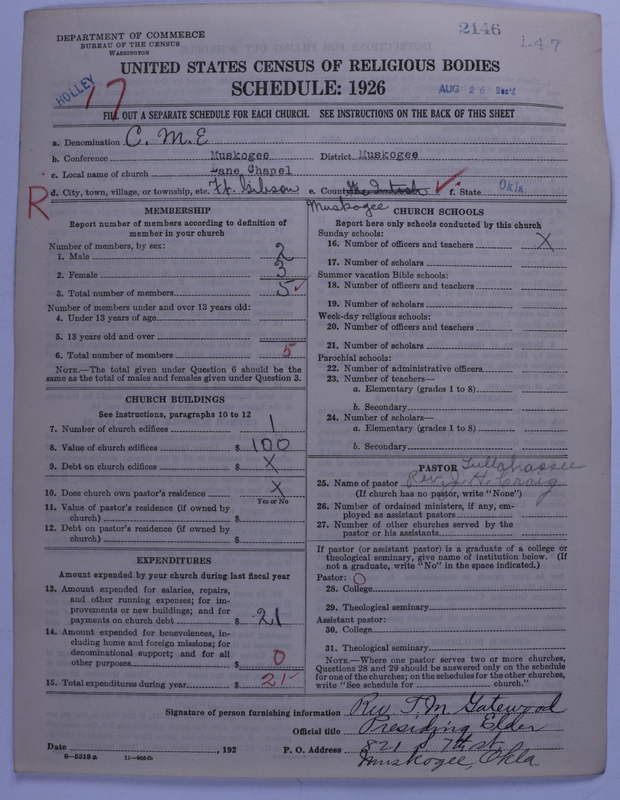 2146
1-47
DEPARTMENT OF COMMERCE
BUREAU OF THE CENSUS
WASHINGTON
UNITED STATES CENSUS OF RELIGIOUS BODIES
SCHEDULE: 1926
HOLLEY
17
AUG 26 Rec'd
FILL OUT A SEPARATE SCHEDULE FOR EACH CHURCH. SEE INSTRUCTIONS ON THE BACK OF THIS SHEET
a. Denomination C. M. E
b. Conference Muskogee District Muskogee
c. Local name of church Lane Chapel
R
d. City, town, village, or township, etc. Ft. Gibson e. County Mc Intosh f. State Okla.
Muskogee
MEMBERSHIP
Report number of members according to definition of
member in your church
Number of members, by sex:
1. Male 2
2. Female 3
3. Total number of members 5
Number of members under and over 13 years old:
4. Under 13 years of age
5. 13 years old and over
6. Total number of members 5
NOTE.—The total given under Question 6 should be the
same as the total of males and females given under Question 3.
CHURCH BUILDINGS
See instructions, paragraphs 10 to 12
7. Number of church edifices 1
8. Value of church edifices $ 100
9. Debt on church edifices $ X
10. Does church own pastor's residence X
Yes or No
11. Value of pastor's residence (if owned by
church) $
12. Debt on pastor's residence (if owned by
church) $
EXPENDITURES
Amount expended by your church during last fiscal year
13. Amount expended for salaries, repairs,
and other running expenses; for im-
provements or new buildings; and for
payments on church debt $ 21
14. Amount expended for benevolences, in-
cluding home and foreign missions; for
denominational support; and for all
other purposes $ 0
15. Total expenditures during year $ 21
CHURCH SCHOOLS
Report here only schools conducted by this church
Sunday schools:
16. Number of officers and teachers X
17. Number of scholars
Summer vacation Bible schools:
18. Number of officers and teachers
19. Number of scholars
Week-day religious schools:
20. Number of officers and teachers
21. Number of scholars
Parochial schools:
22. Number of administrative officers
23. Number of teachers—
a. Elementary (grades 1 to 8)
b. Secondary
24. Number of scholars—
a. Elementary (grades 1 to 8)
b. Secondary
PASTOR Tullahassee
25. Name of pastor Rev. J. H. Craig
(If church has no pastor, write "None")
26. Number of ordained ministers, if any, em-
ployed as assistant pastors
27. Number of other churches served by the
pastor or his assistants
If pastor (or assistant pastor) is a graduate of a college or
theological seminary, give name of institution below. (If
not a graduate, write "No" in the space indicated.)
Pastor: 0
28. College
29. Theological seminary
Assistant pastor:
30. College
31. Theological seminary
NOTE.—Where one pastor serves two or more churches,
Questions 28 and 29 should be answered only on the schedule
for one of the churches; on the schedules for the other churches,
write "See schedule for church."
Signature of person furnishing information Rev T. M. Gatewood
Official title Presiding Elder
Date , 192 P. O. Address 821 S. 7th st,
Muskogee, Okla
8-5518a 11-9554b